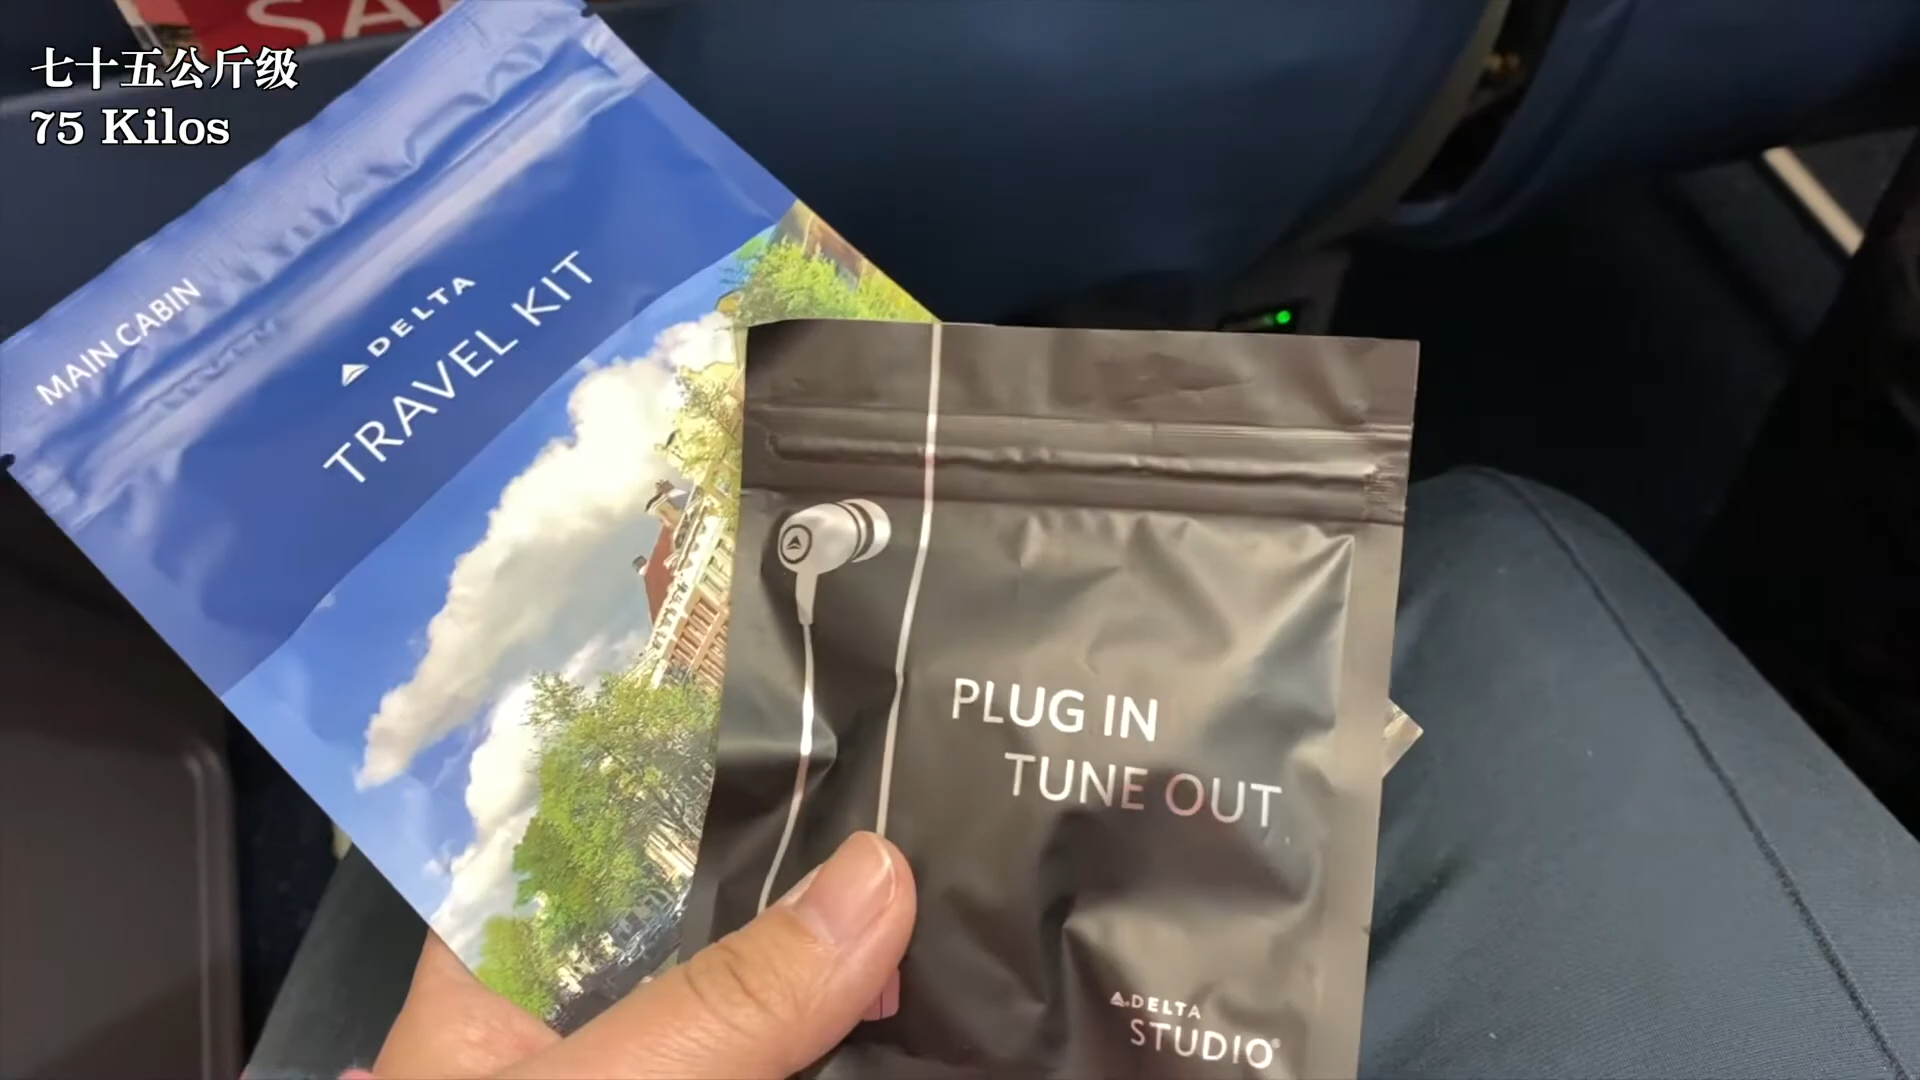 七十五公斤级
75 Kilos
SA
MAIN CABIN
DELTA
TRAVEL KIT
PLUG IN
TUNE OUT
DELTA
STUDIO®